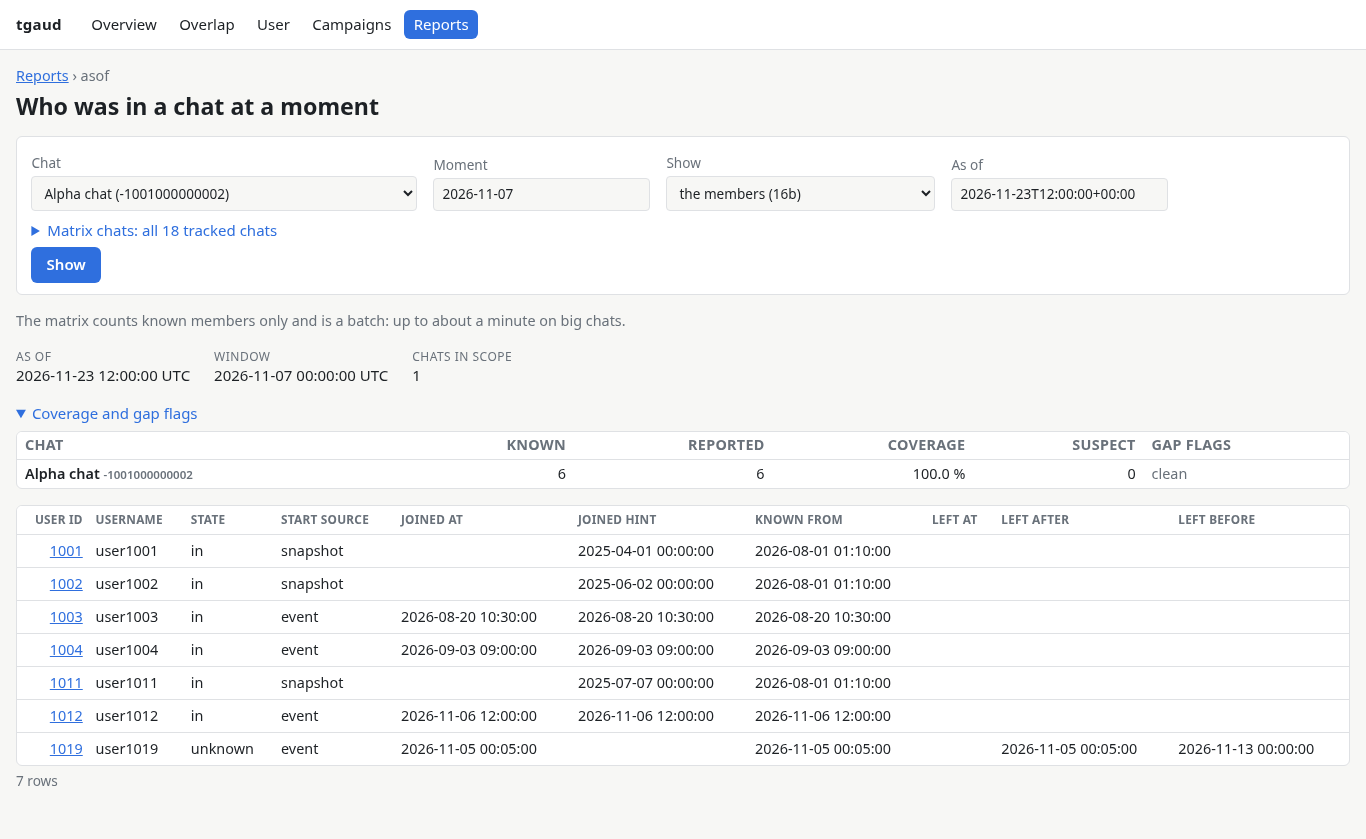 tgaud Overview Overlap User Campaigns Reports
Reports › asof
Who was in a chat at a moment
Chat Moment Show As of
Alpha chat (-1001000000002) 2026-11-07 the members (16b) 2026-11-23T12:00:00+00:00
Matrix chats: all 18 tracked chats
Show
The matrix counts known members only and is a batch: up to about a minute on big chats.
AS OF WINDOW CHATS IN SCOPE
2026-11-23 12:00:00 UTC 2026-11-07 00:00:00 UTC 1
Coverage and gap flags
CHAT KNOWN REPORTED COVERAGE SUSPECT GAP FLAGS
Alpha chat -1001000000002 6 6 100.0 % 0 clean
USER ID USERNAME STATE START SOURCE JOINED AT JOINED HINT KNOWN FROM LEFT AT LEFT AFTER LEFT BEFORE
1001 user1001 in snapshot 2025-04-01 00:00:00 2026-08-01 01:10:00
1002 user1002 in snapshot 2025-06-02 00:00:00 2026-08-01 01:10:00
1003 user1003 in event 2026-08-20 10:30:00 2026-08-20 10:30:00 2026-08-20 10:30:00
1004 user1004 in event 2026-09-03 09:00:00 2026-09-03 09:00:00 2026-09-03 09:00:00
1011 user1011 in snapshot 2025-07-07 00:00:00 2026-08-01 01:10:00
1012 user1012 in event 2026-11-06 12:00:00 2026-11-06 12:00:00 2026-11-06 12:00:00
1019 user1019 unknown event 2026-11-05 00:05:00 2026-11-05 00:05:00 2026-11-05 00:05:00 2026-11-13 00:00:00
7 rows